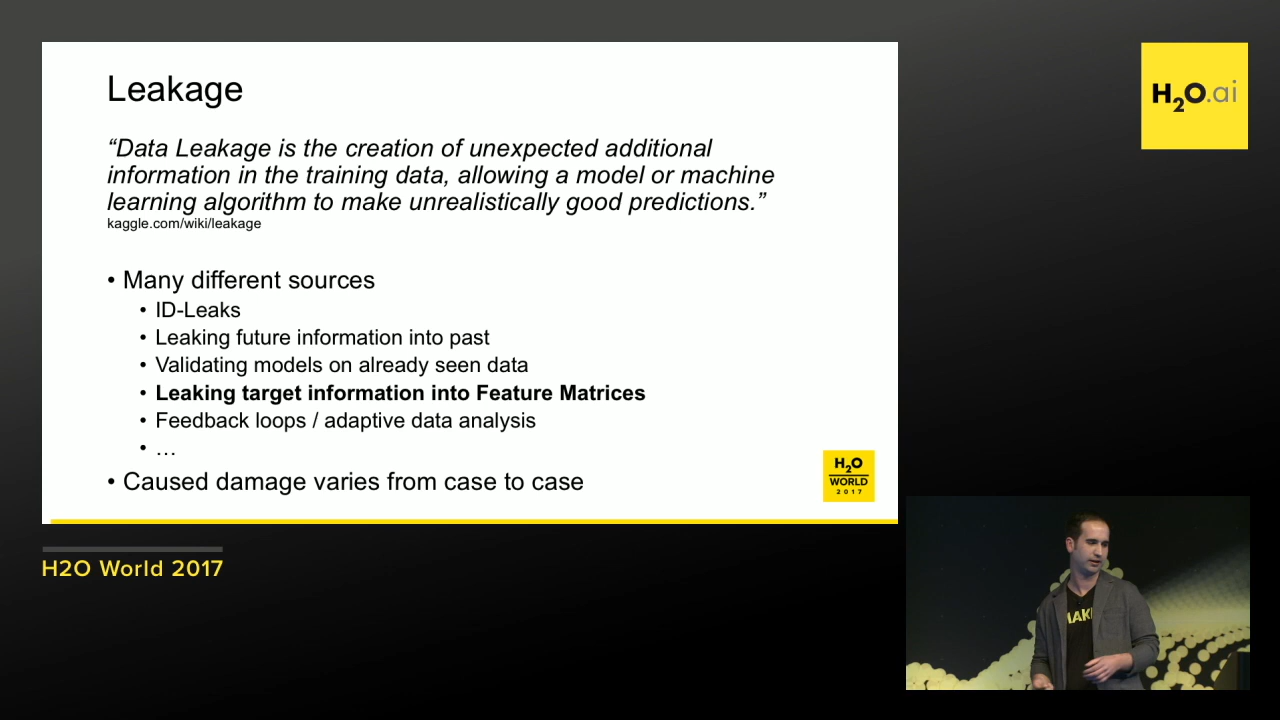 Leakage
“Data Leakage is the creation of unexpected additional
information in the training data, allowing a model or machine
learning algorithm to make unrealistically good predictions.”
kaggle.com/wiki/leakage
• Many different sources
• ID-Leaks
• Leaking future information into past
• Validating models on already seen data
• Leaking target information into Feature Matrices
• Feedback loops / adaptive data analysis
• …
• Caused damage varies from case to case
H2O
WORLD
2017
H2O.ai
H2O World 2017